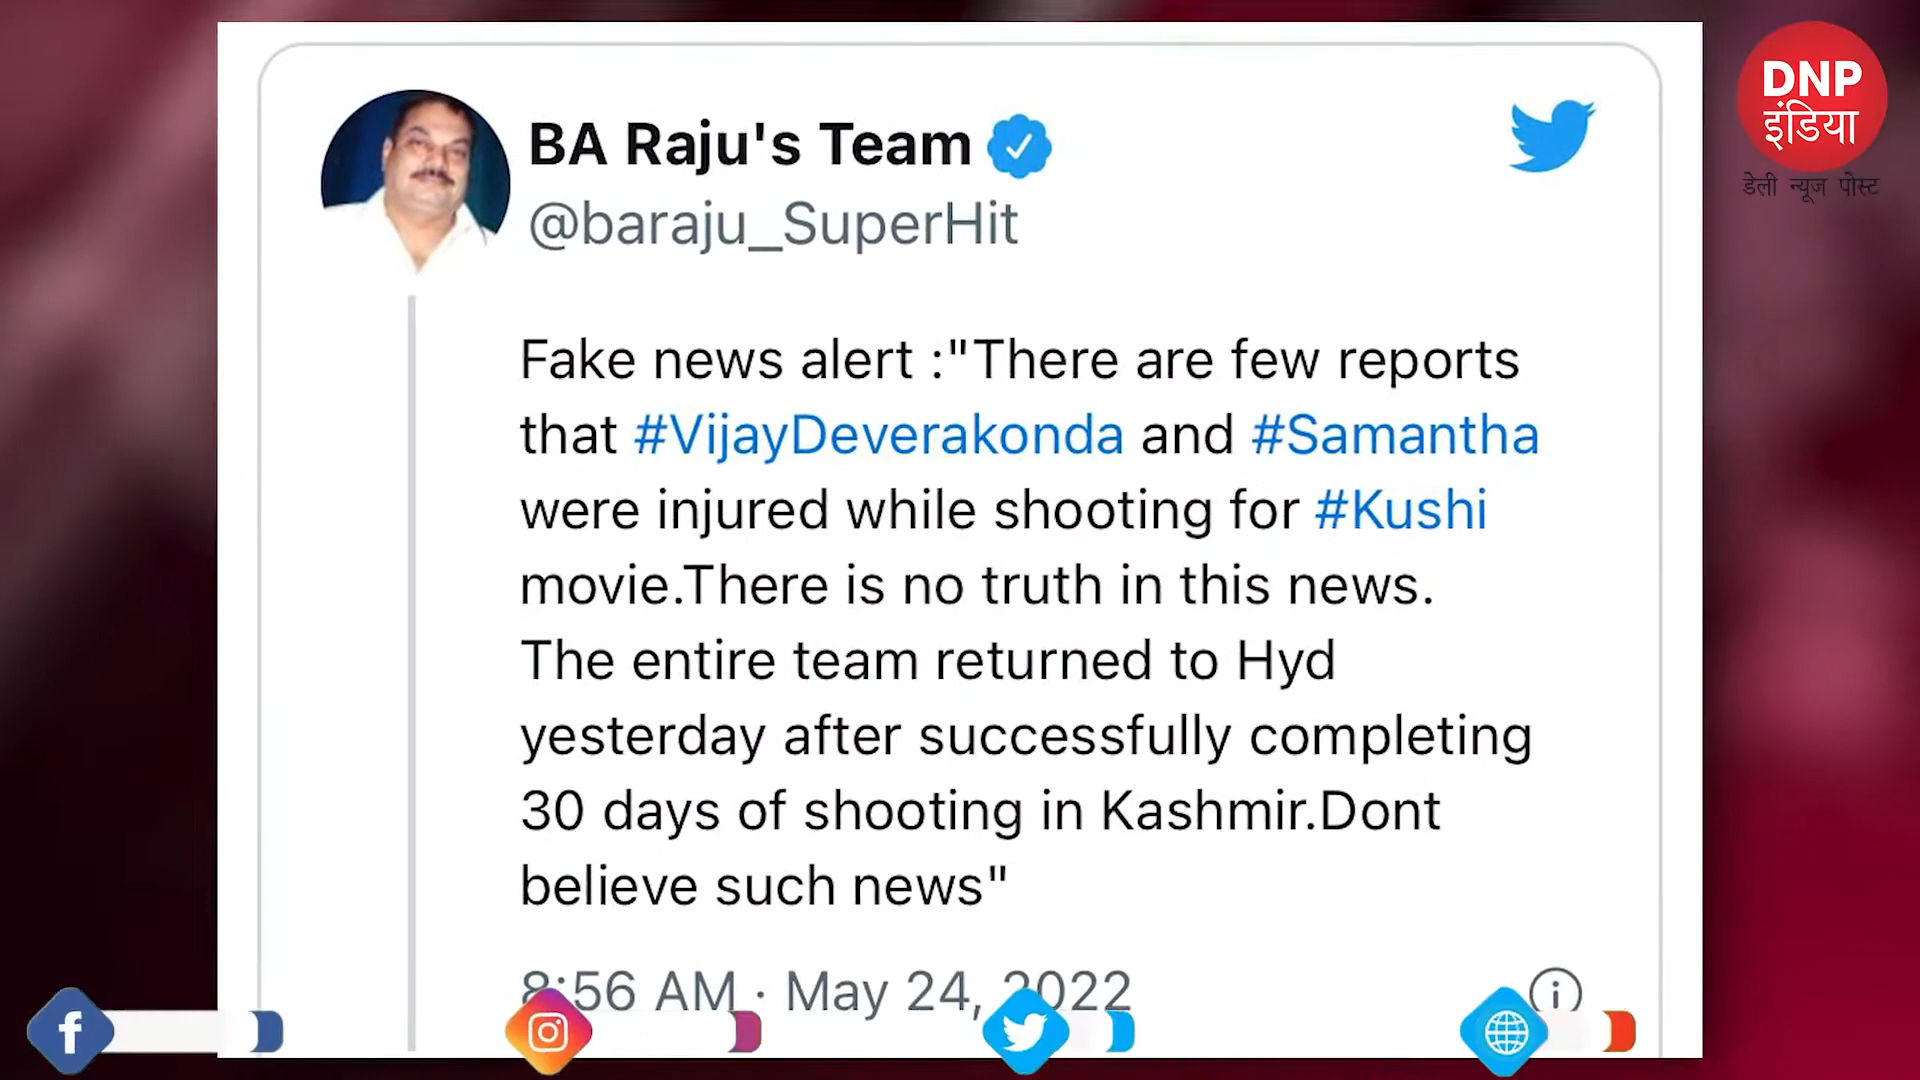 BA Raju's Team
@baraju_SuperHit
Fake news alert :"There are few reports
that #VijayDeverakonda and #Samantha
were injured while shooting for #Kushi
movie.There is no truth in this news.
The entire team returned to Hyd
yesterday after successfully completing
30 days of shooting in Kashmir.Dont
believe such news"
8:56 AM · May 24, 2022
DNP
इंडिया
डेली न्यूज पोस्ट